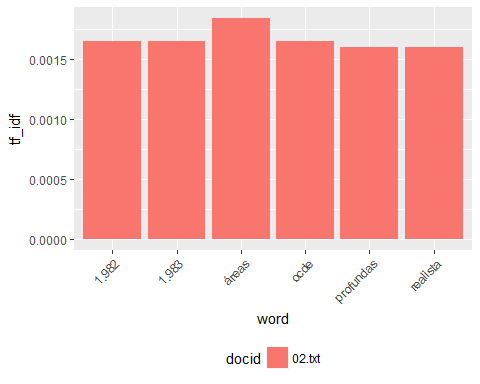 tf_idf
0.0015
0.0010
0.0005
0.0000
1,982
1,983
áreas
ocde
profundas
realista
word
docid 02.txt